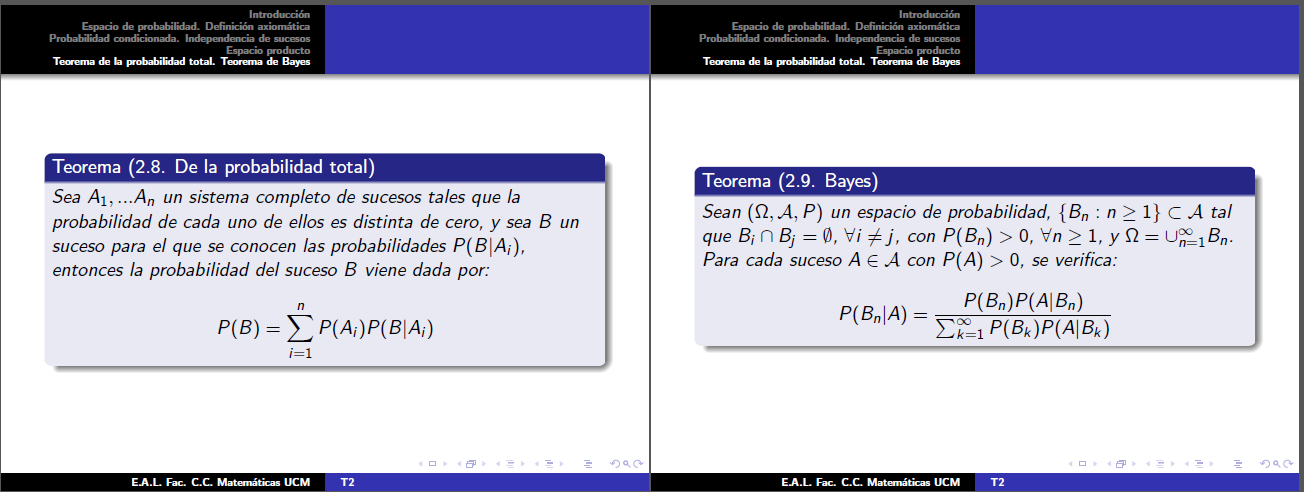 Introducción
Espacio de probabilidad. Definición axiomática
Probabilidad condicionada. Independencia de sucesos
Espacio producto
Teorema de la probabilidad total. Teorema de Bayes
Teorema (2.8. De la probabilidad total)
Sea A₁, ...Aₙ un sistema completo de sucesos tales que la
probabilidad de cada uno de ellos es distinta de cero, y sea B un
suceso para el que se conocen las probabilidades P(B|Aᵢ),
entonces la probabilidad del suceso B viene dada por:
P(B) = ∑ᵢ₌₁ⁿ P(Aᵢ)P(B|Aᵢ)
E.A.L. Fac. C.C. Matemáticas UCM T2
Introducción
Espacio de probabilidad. Definición axiomática
Probabilidad condicionada. Independencia de sucesos
Espacio producto
Teorema de la probabilidad total. Teorema de Bayes
Teorema (2.9. Bayes)
Sean (Ω, 𝒜, P) un espacio de probabilidad, {Bₙ : n ≥ 1} ⊂ 𝒜 tal
que Bᵢ ∩ Bⱼ = ∅, ∀i ≠ j, con P(Bₙ) > 0, ∀n ≥ 1, y Ω = ∪ₙ₌₁^∞ Bₙ.
Para cada suceso A ∈ 𝒜 con P(A) > 0, se verifica:
P(Bₙ|A) = P(Bₙ)P(A|Bₙ) / ∑ₖ₌₁^∞ P(Bₖ)P(A|Bₖ)
E.A.L. Fac. C.C. Matemáticas UCM T2